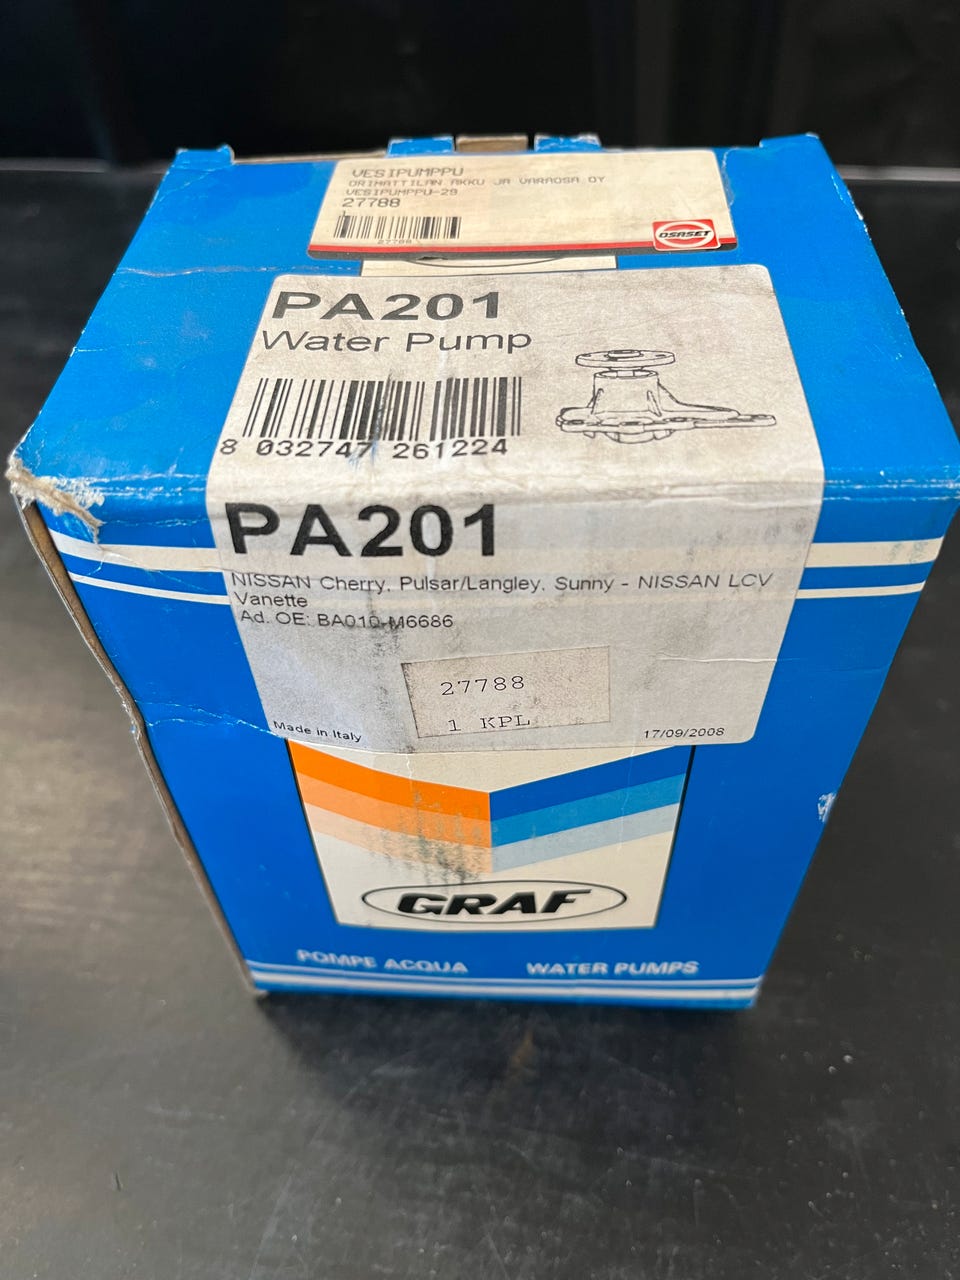 VESIPUMPPU
ORIMATTILAN AKKU JA VARAOSA OY
VESIPUMPPU-29
27788
27788
OSASET
PA201
Water Pump
8 032747 261224
PA201
NISSAN Cherry, Pulsar/Langley, Sunny - NISSAN LCV
Vanette
Ad. OE: BA010-M6686
27788
1 KPL
Made in Italy
17/09/2008
GRAF
POMPE ACQUA
WATER PUMPS